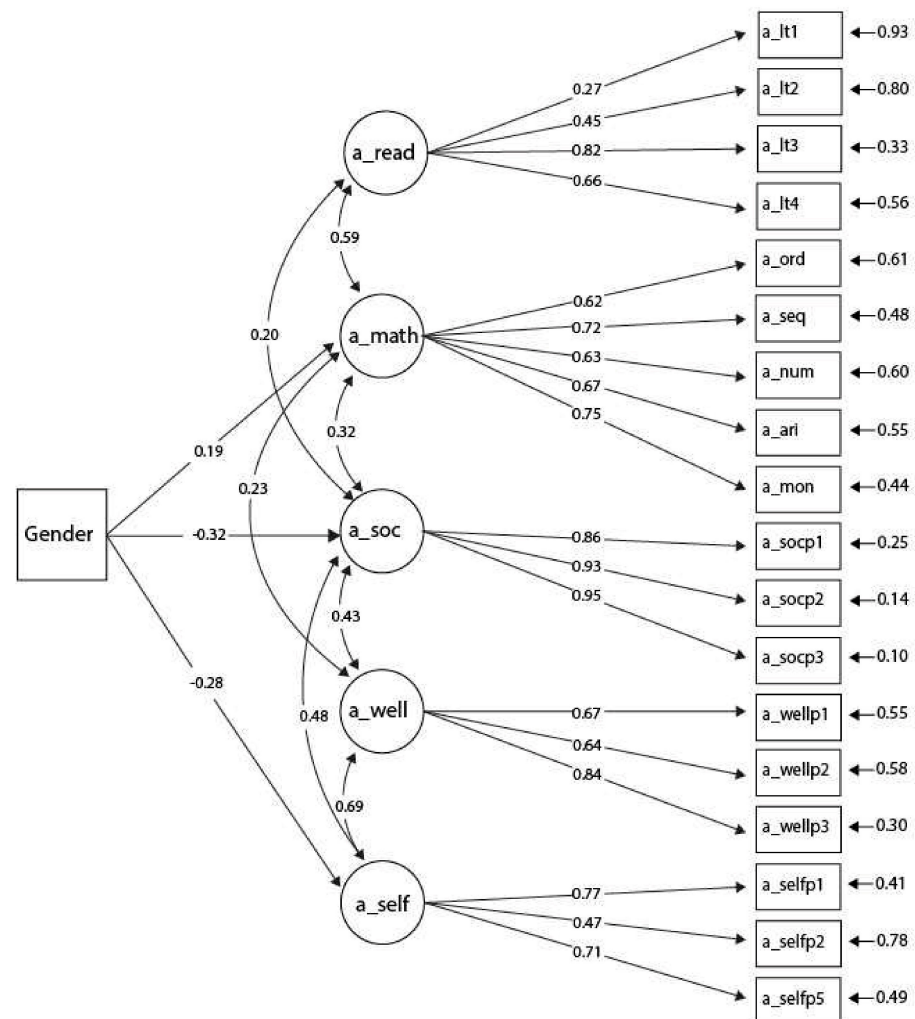 a_lt1
0.93
0.27
a_lt2
0.80
0.45
a_read
0.82
a_lt3
0.33
0.66
a_lt4
0.56
0.59
a_ord
0.61
0.62
a_seq
0.48
0.20
a_math
0.72
0.63
a_num
0.60
0.67
0.75
a_ari
0.55
0.32
0.19
0.23
a_mon
0.44
Gender
-0.32
a_soc
0.86
a_socp1
0.25
0.93
0.95
a_socp2
0.14
0.43
a_socp3
0.10
-0.28
0.48
a_well
0.67
a_wellp1
0.55
0.64
0.84
a_wellp2
0.58
0.69
a_wellp3
0.30
a_self
0.77
a_selfp1
0.41
0.47
a_selfp2
0.78
0.71
a_selfp5
0.49